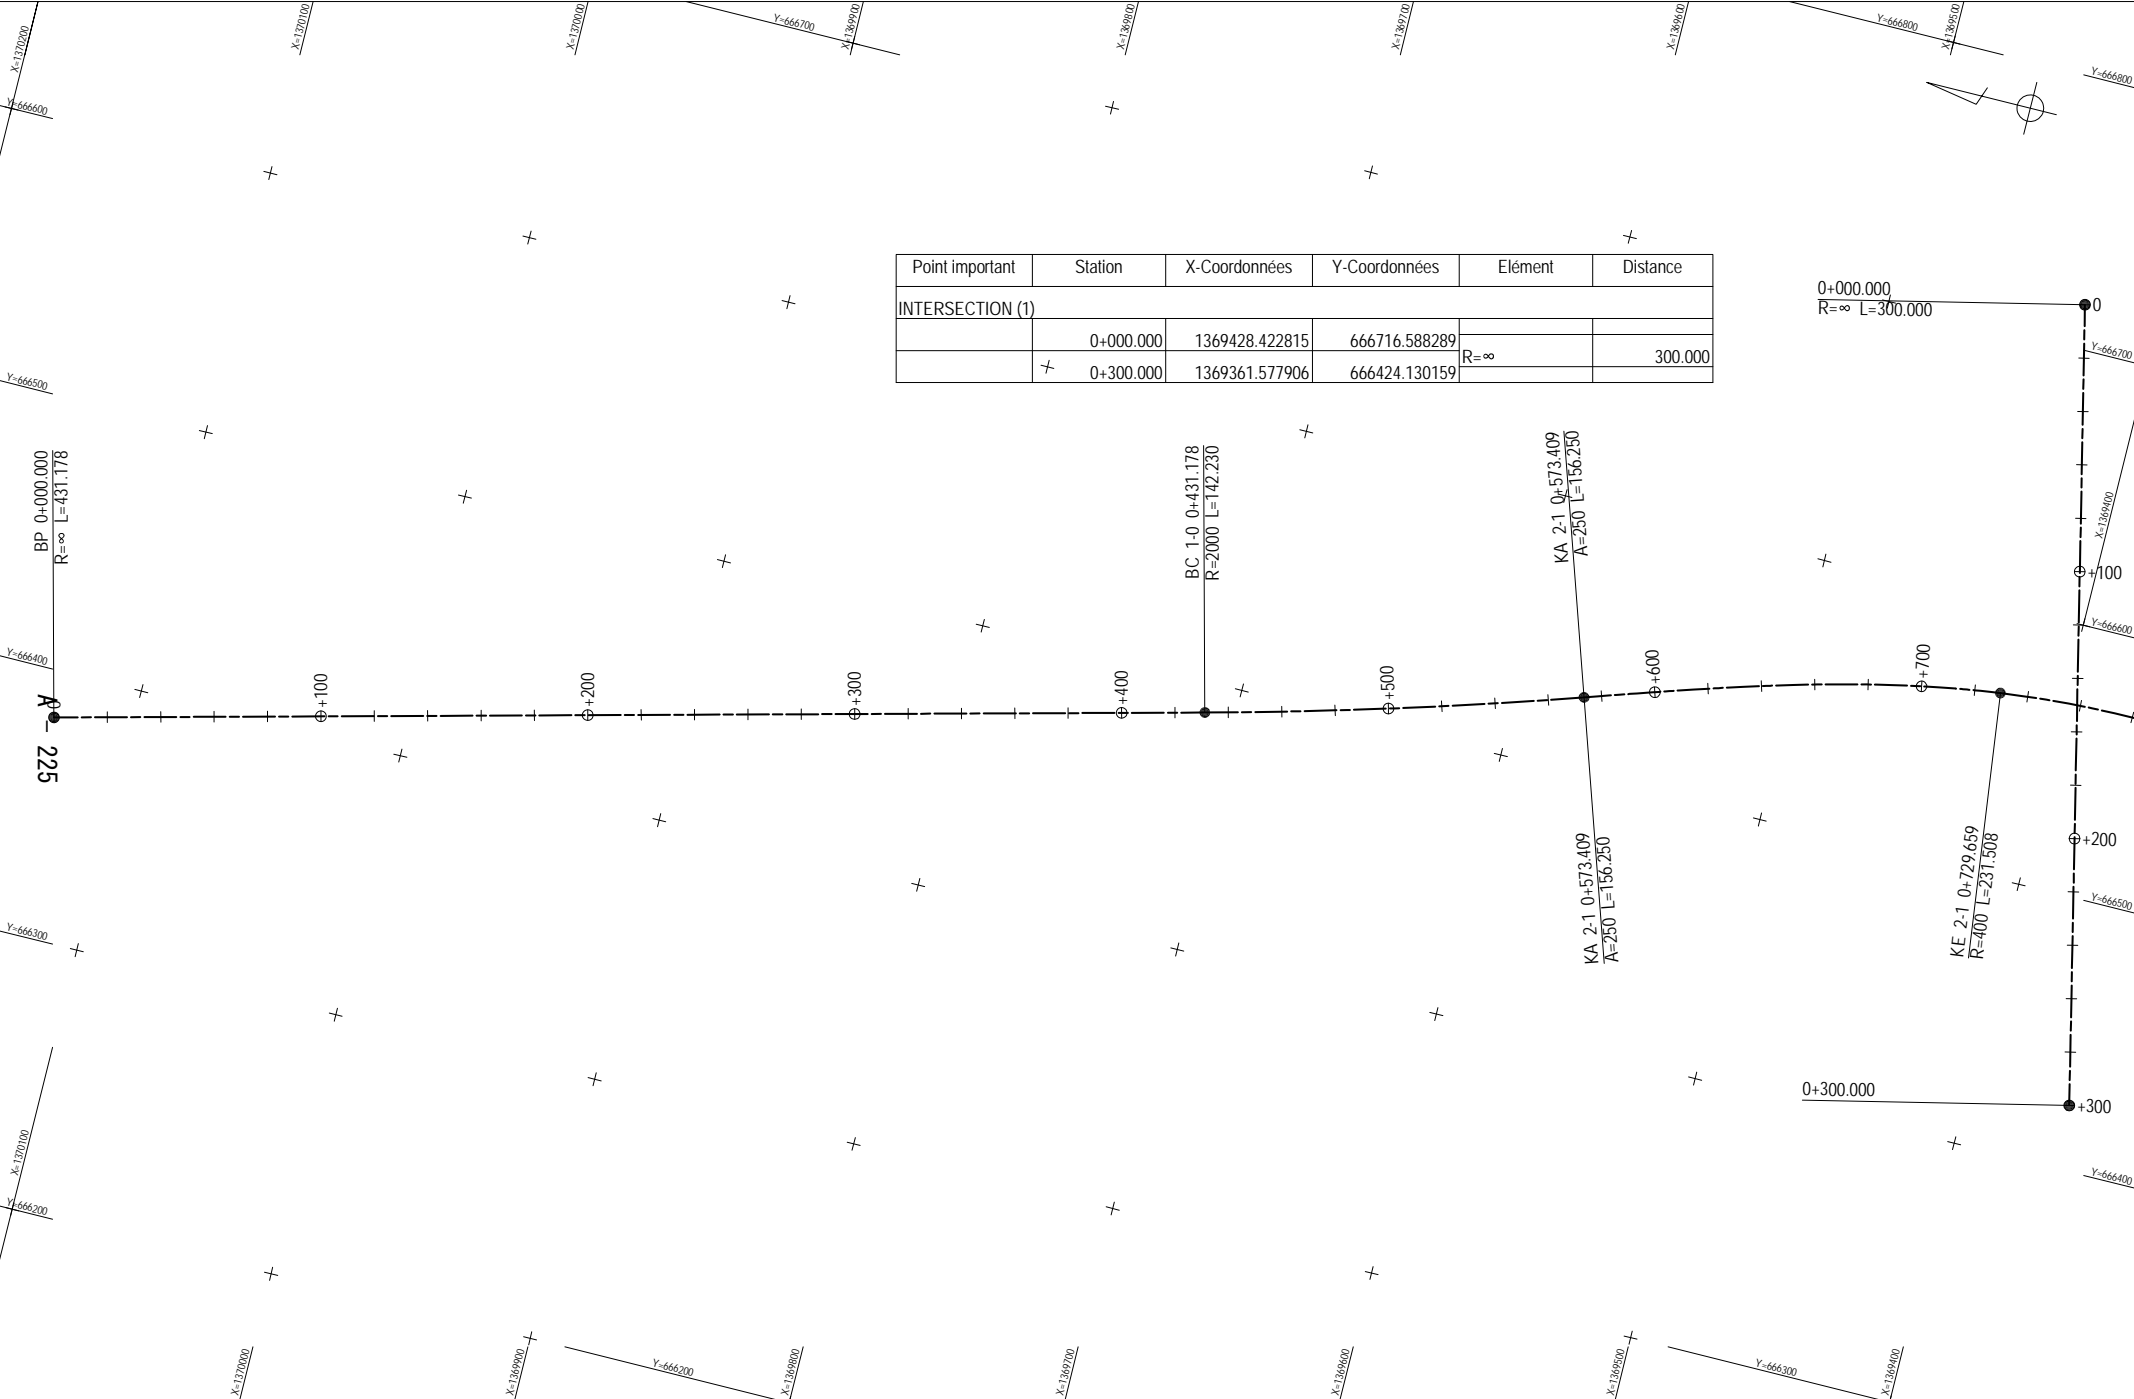 X=1370200
X=1370100
X=1370000
Y=666700
X=1369900
X=1369800
X=1369700
X=1369600
Y=666800
X=1369500
Y=666800
Y=666600
Point important Station X-Coordonnées Y-Coordonnées Elément Distance
INTERSECTION (1)
0+000.000 1369428.422815 666716.588289
R=∞ 300.000
0+300.000 1369361.577906 666424.130159
0+000.000
R=∞ L=300.000
0
Y=666700
Y=666500
BP 0+000.000
R=∞ L=431.178
BC 1-0 0+431.178
R=2000 L=142.230
KA 2-1 0+573.409
A=250 L=156.250
X=1369400
+100
Y=666600
Y=666400
A
0
+100
+200
+300
+400
+500
+600
+700
- 225
KA 2-1 0+573.409
A=250 L=156.250
KE 2-1 0+729.659
R=400 L=231.508
+200
Y=666500
Y=666300
0+300.000
+300
X=1370100
Y=666400
Y=666200
X=1370000
X=1369900
Y=666200
X=1369800
X=1369700
X=1369600
X=1369500
Y=666300
X=1369400